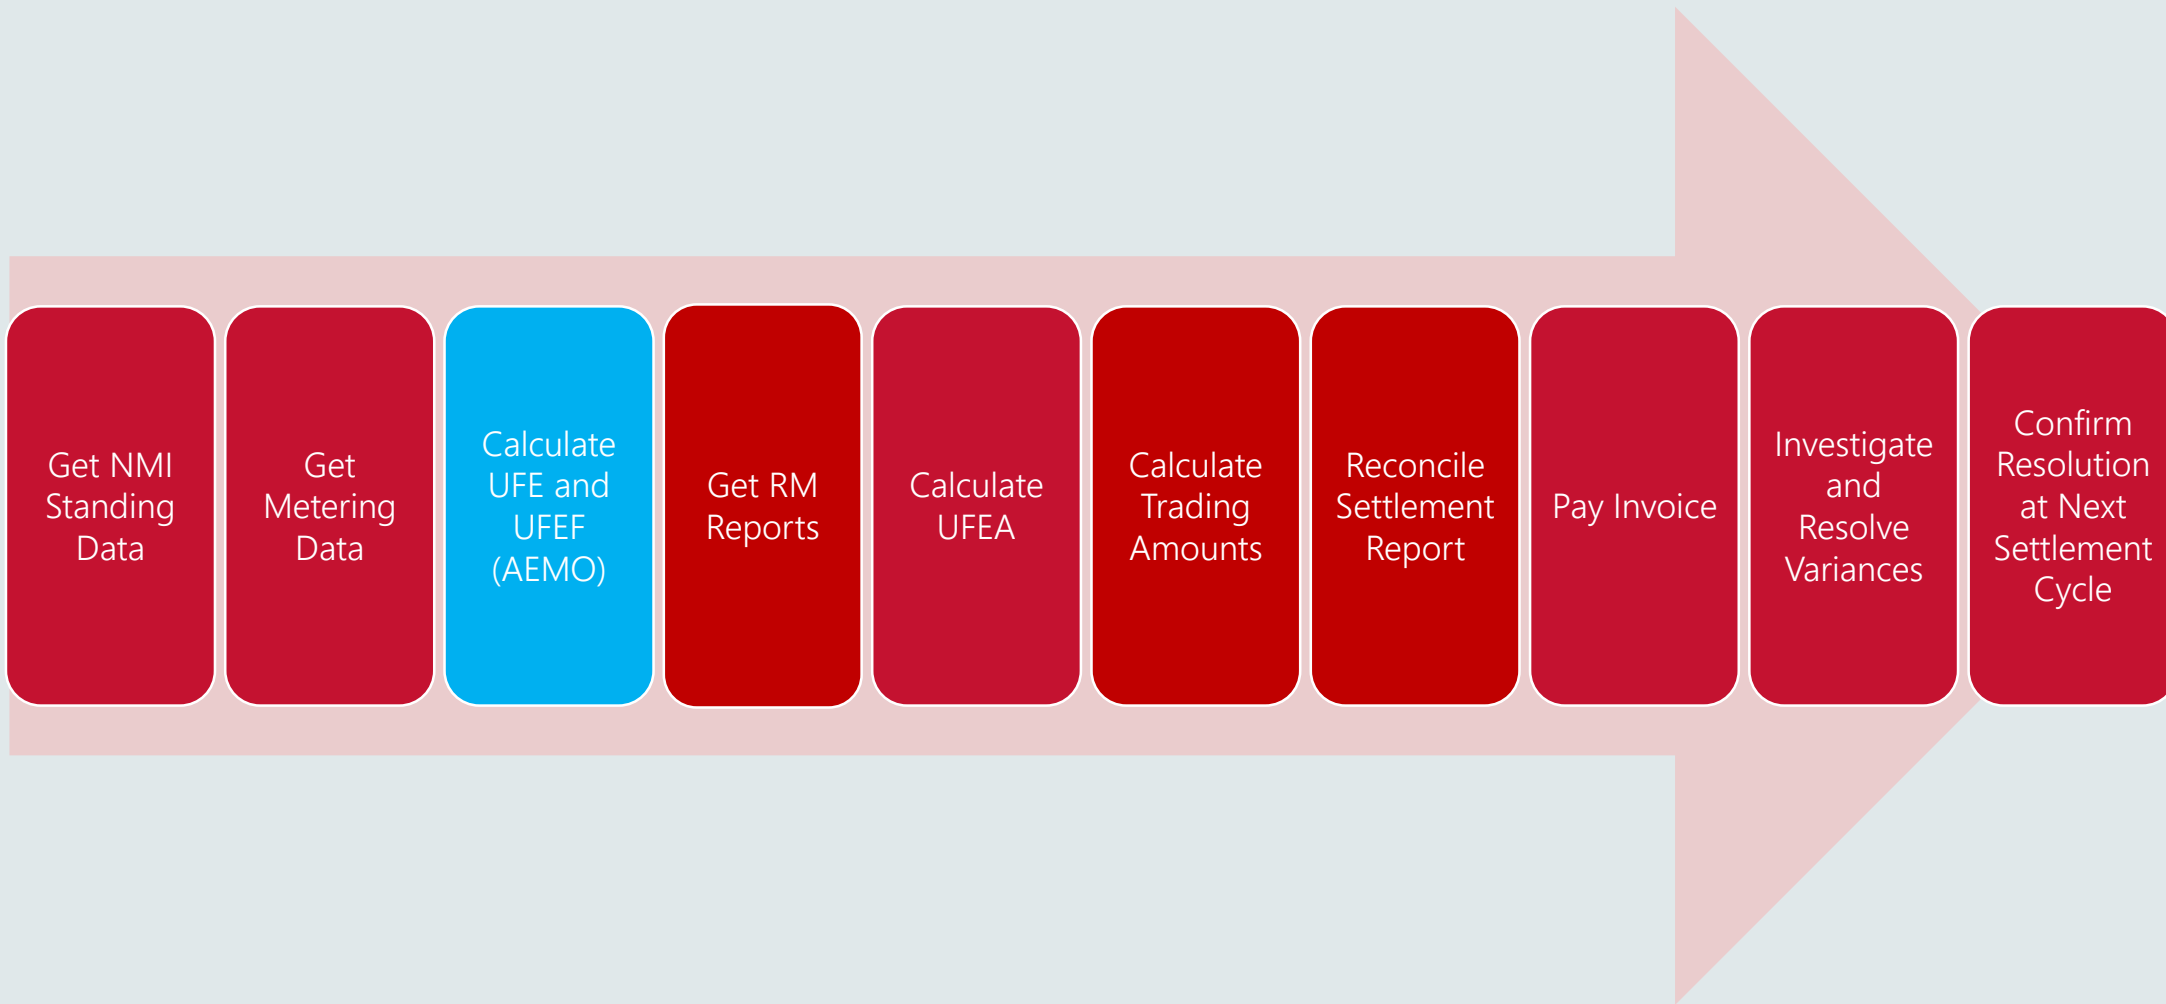 Get NMI
Standing
Data
Get
Metering
Data
Calculate
UFE and
UFEF
(AEMO)
Get RM
Reports
Calculate
UFEA
Calculate
Trading
Amounts
Reconcile
Settlement
Report
Pay Invoice
Investigate
and
Resolve
Variances
Confirm
Resolution
at Next
Settlement
Cycle